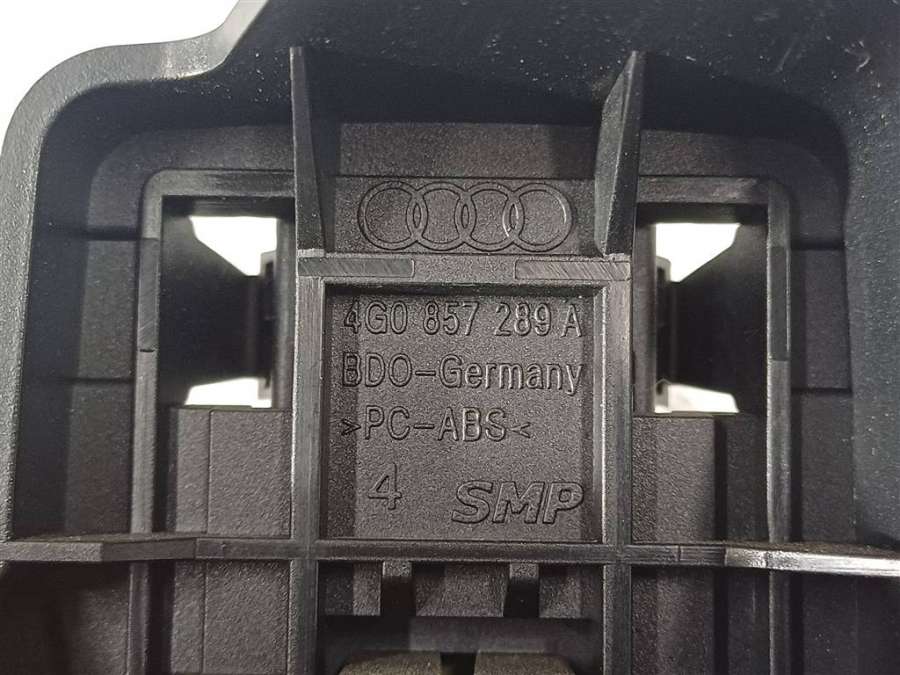 4G0 857 289 A
BDO-Germany
>PC-ABS<
4 SMP